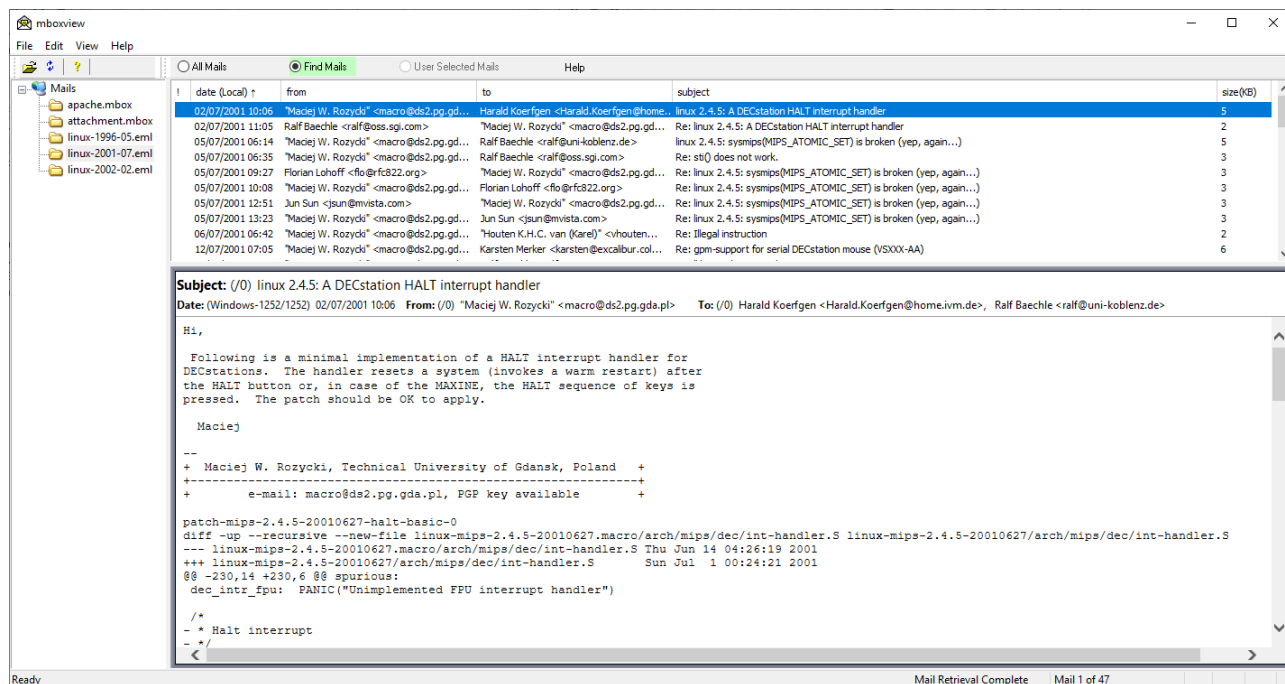 mboxview
File Edit View Help
All Mails Find Mails User Selected Mails Help
Mails
apache.mbox
attachment.mbox
linux-1996-05.eml
linux-2001-07.eml
linux-2002-02.eml
! date (Local) ↑ from to subject size(KB)
02/07/2001 10:06 "Maciej W. Rozycki" <macro@ds2.pg.gd... Harald Koerfgen <Harald.Koerfgen@home... linux 2.4.5: A DECstation HALT interrupt handler 5
02/07/2001 11:05 Ralf Baechle <ralf@oss.sgi.com> "Maciej W. Rozycki" <macro@ds2.pg.gd... Re: linux 2.4.5: A DECstation HALT interrupt handler 2
05/07/2001 06:14 "Maciej W. Rozycki" <macro@ds2.pg.gd... Ralf Baechle <ralf@uni-koblenz.de> linux 2.4.5: sysmips(MIPS_ATOMIC_SET) is broken (yep, again...) 5
05/07/2001 06:35 "Maciej W. Rozycki" <macro@ds2.pg.gd... Ralf Baechle <ralf@oss.sgi.com> Re: sti() does not work. 3
05/07/2001 09:27 Florian Lohoff <flo@rfc822.org> "Maciej W. Rozycki" <macro@ds2.pg.gd... Re: linux 2.4.5: sysmips(MIPS_ATOMIC_SET) is broken (yep, again...) 3
05/07/2001 10:08 "Maciej W. Rozycki" <macro@ds2.pg.gd... Florian Lohoff <flo@rfc822.org> Re: linux 2.4.5: sysmips(MIPS_ATOMIC_SET) is broken (yep, again...) 3
05/07/2001 12:51 Jun Sun <jsun@mvista.com> "Maciej W. Rozycki" <macro@ds2.pg.gd... Re: linux 2.4.5: sysmips(MIPS_ATOMIC_SET) is broken (yep, again...) 3
05/07/2001 13:23 "Maciej W. Rozycki" <macro@ds2.pg.gd... Jun Sun <jsun@mvista.com> Re: linux 2.4.5: sysmips(MIPS_ATOMIC_SET) is broken (yep, again...) 3
06/07/2001 06:42 "Maciej W. Rozycki" <macro@ds2.pg.gd... "Houten K.H.C. van (Karel)" <vhouten... Re: Illegal instruction 2
12/07/2001 07:05 "Maciej W. Rozycki" <macro@ds2.pg.gd... Karsten Merker <karsten@excalibur.col... Re: gpm-support for serial DECstation mouse (VSXXX-AA) 6
Subject: (/0) linux 2.4.5: A DECstation HALT interrupt handler
Date: (Windows-1252/1252) 02/07/2001 10:06 From: (/0) "Maciej W. Rozycki" <macro@ds2.pg.gda.pl> To: (/0) Harald Koerfgen <Harald.Koerfgen@home.ivm.de>, Ralf Baechle <ralf@uni-koblenz.de>
Hi,
Following is a minimal implementation of a HALT interrupt handler for
DECstations. The handler resets a system (invokes a warm restart) after
the HALT button or, in case of the MAXINE, the HALT sequence of keys is
pressed. The patch should be OK to apply.
Maciej
--
+ Maciej W. Rozycki, Technical University of Gdansk, Poland +
+--------------------------------------------------------------+
+ e-mail: macro@ds2.pg.gda.pl, PGP key available +
patch-mips-2.4.5-20010627-halt-basic-0
diff -up --recursive --new-file linux-mips-2.4.5-20010627.macro/arch/mips/dec/int-handler.S linux-mips-2.4.5-20010627/arch/mips/dec/int-handler.S
--- linux-mips-2.4.5-20010627.macro/arch/mips/dec/int-handler.S Thu Jun 14 04:26:19 2001
+++ linux-mips-2.4.5-20010627/arch/mips/dec/int-handler.S Sun Jul 1 00:24:21 2001
@@ -230,14 +230,6 @@ spurious:
dec_intr_fpu: PANIC("Unimplemented FPU interrupt handler")
/*
- * Halt interrupt
- */
Ready Mail Retrieval Complete Mail 1 of 47